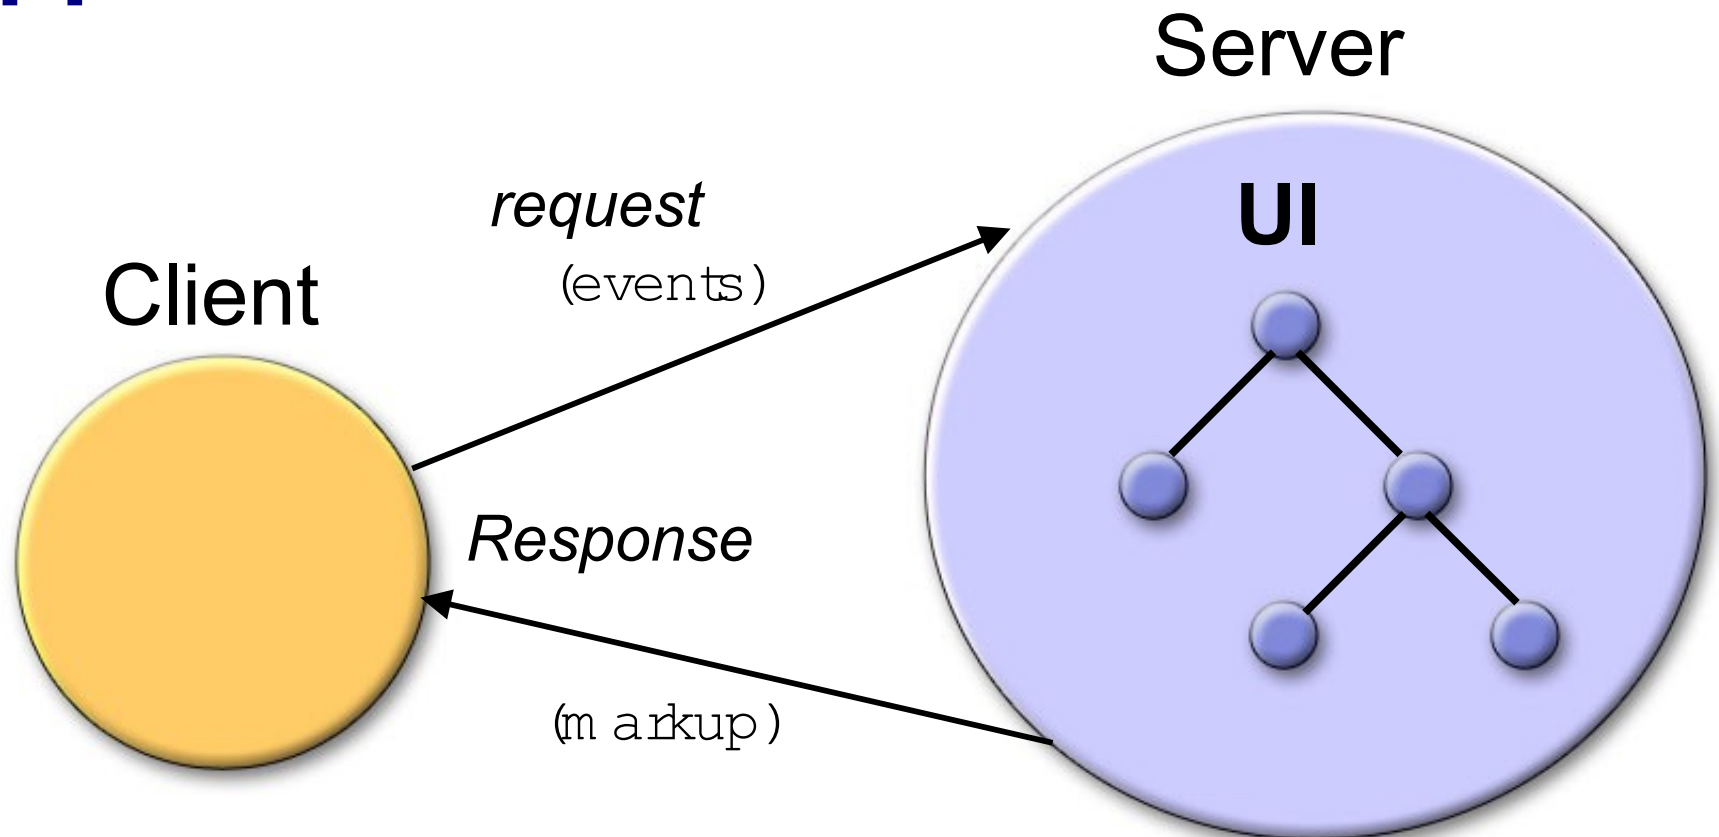 Server
UI
request
(events)
Client
Response
(markup)